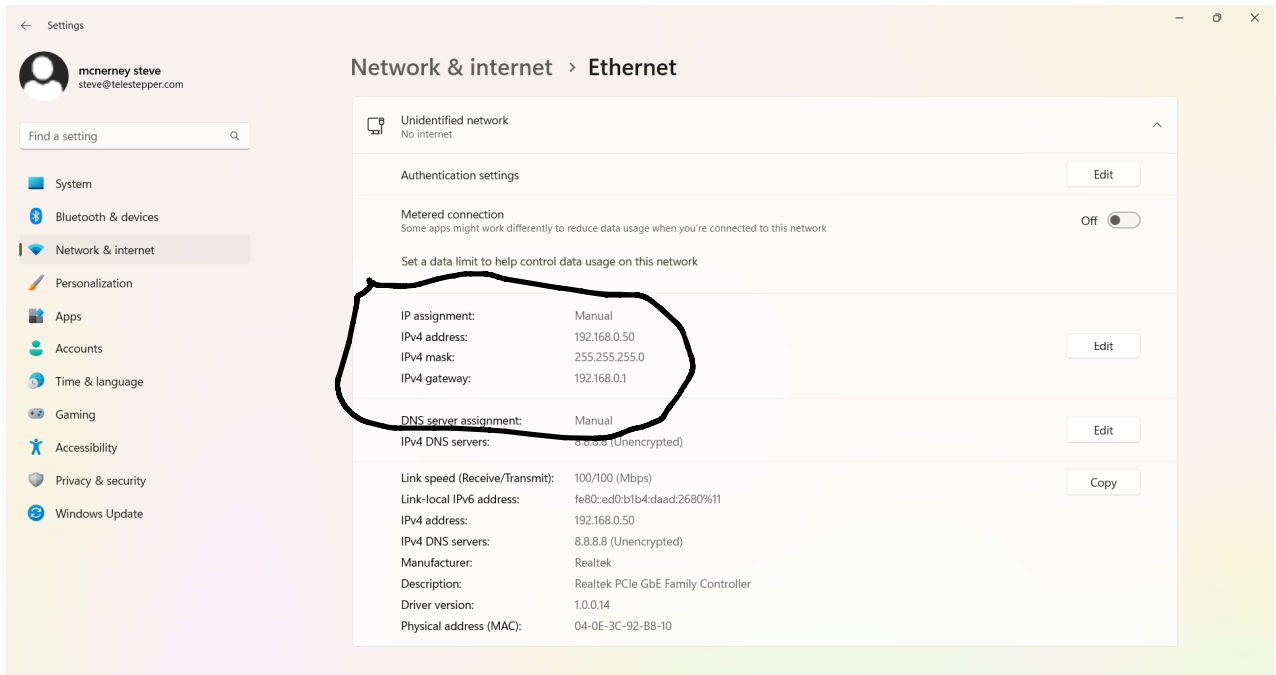 Settings
mcnerney steve
steve@telestepper.com
Find a setting
System
Bluetooth & devices
Network & internet
Personalization
Apps
Accounts
Time & language
Gaming
Accessibility
Privacy & security
Windows Update
Network & internet > Ethernet
Unidentified network
No internet
Authentication settings Edit
Metered connection Off
Some apps might work differently to reduce data usage when you're connected to this network
Set a data limit to help control data usage on this network
IP assignment: Manual
IPv4 address: 192.168.0.50
IPv4 mask: 255.255.255.0
IPv4 gateway: 192.168.0.1
Edit
DNS server assignment: Manual
IPv4 DNS servers: 8.8.8.8 (Unencrypted)
Edit
Link speed (Receive/Transmit): 100/100 (Mbps)
Link-local IPv6 address: fe80::ed0:b1b4:daad:2680%11
IPv4 address: 192.168.0.50
IPv4 DNS servers: 8.8.8.8 (Unencrypted)
Manufacturer: Realtek
Description: Realtek PCIe GbE Family Controller
Driver version: 1.0.0.14
Physical address (MAC): 04-0E-3C-92-B8-10
Copy